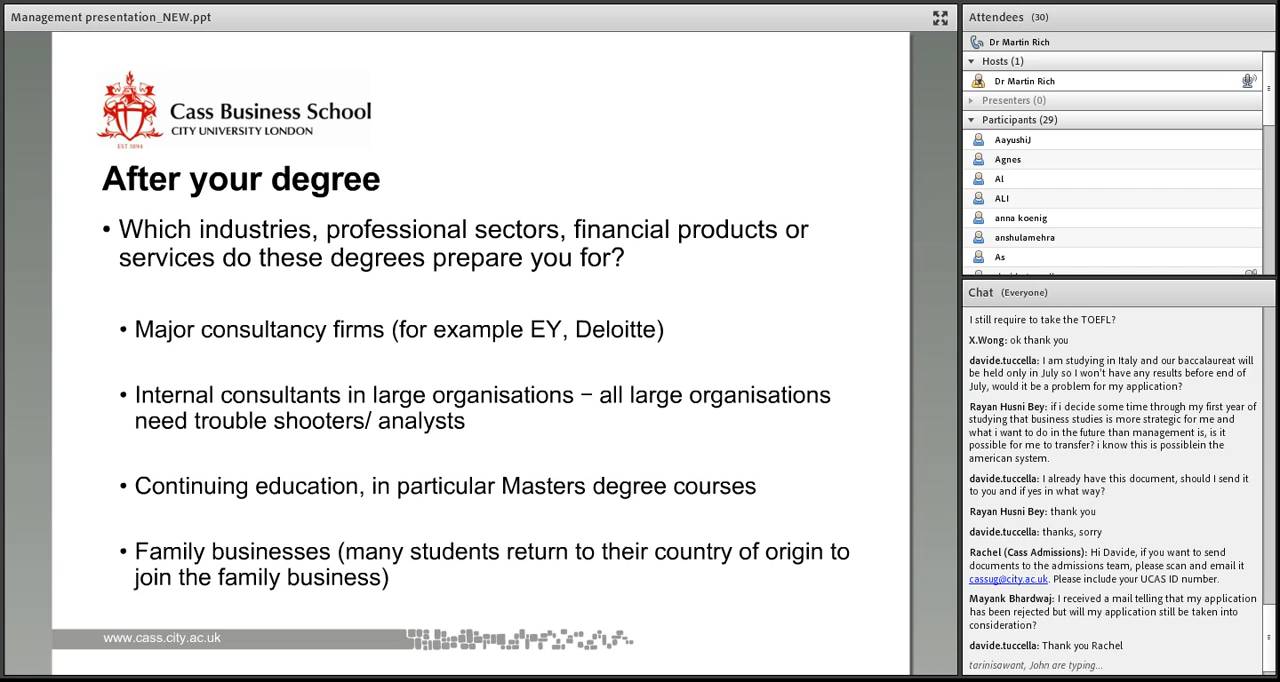 Management presentation_NEW.ppt
Cass Business School
CITY UNIVERSITY LONDON
EST 1894
After your degree
• Which industries, professional sectors, financial products or
services do these degrees prepare you for?
• Major consultancy firms (for example EY, Deloitte)
• Internal consultants in large organisations – all large organisations
need trouble shooters/ analysts
• Continuing education, in particular Masters degree courses
• Family businesses (many students return to their country of origin to
join the family business)
www.cass.city.ac.uk
Attendees (30)
Dr Martin Rich
Hosts (1)
Dr Martin Rich
Presenters (0)
Participants (29)
AayushiJ
Agnes
Al
ALI
anna koenig
anshulamehra
As
Chat (Everyone)
I still require to take the TOEFL?
X.Wong: ok thank you
davide.tuccella: I am studying in Italy and our baccalaureat will
be held only in July so I won't have any results before end of
July, would it be a problem for my application?
Rayan Husni Bey: if i decide some time through my first year of
studying that business studies is more strategic for me and
what i want to do in the future than management is, is it
possible for me to transfer? i know this is possiblein the
american system.
davide.tuccella: I already have this document, should I send it
to you and if yes in what way?
Rayan Husni Bey: thank you
davide.tuccella: thanks, sorry
Rachel (Cass Admissions): Hi Davide, if you want to send
documents to the admissions team, please scan and email it
cassug@city.ac.uk. Please include your UCAS ID number.
Mayank Bhardwaj: I received a mail telling that my application
has been rejected but will my application still be taken into
consideration?
davide.tuccella: Thank you Rachel
tarinisawant, John are typing...